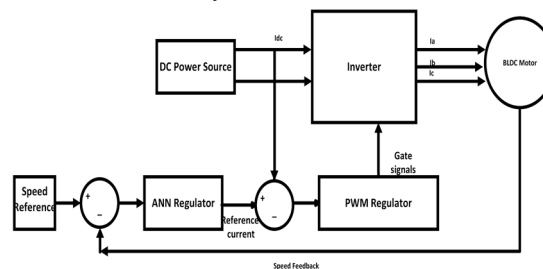 Idc
DC Power Source
Inverter
Ia
Ib
Ic
BLDC Motor
Gate
signals
Speed
Reference
+
−
ANN Regulator
Reference
current
+
−
PWM Regulator
Speed Feedback